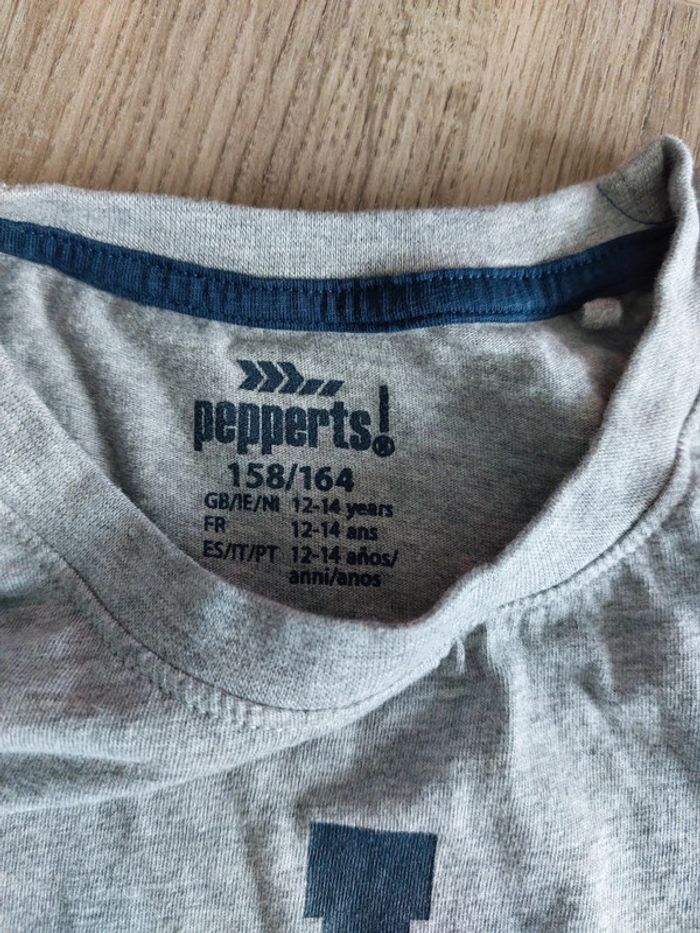 pepperts!®
158/164
GB/IE/NI 12-14 years
FR 12-14 ans
ES/IT/PT 12-14 años/
anni/anos